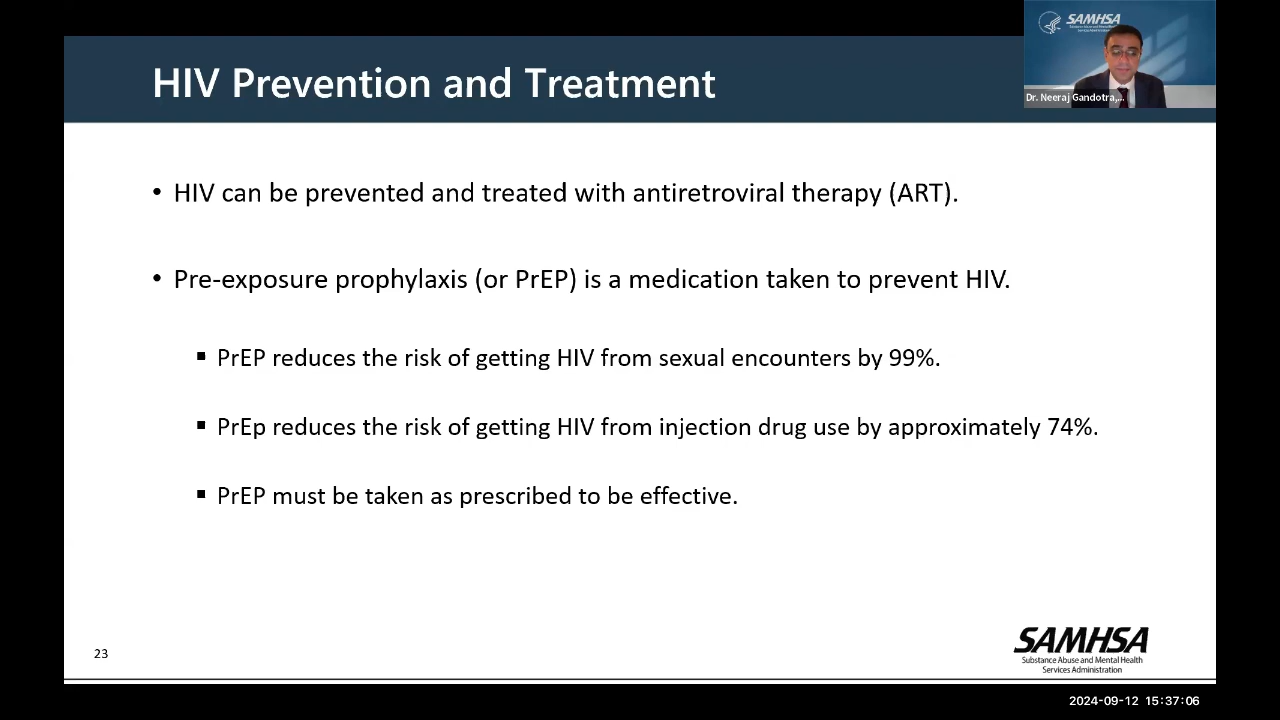 SAMHSA
Dr. Neeraj Gandotra,...
HIV Prevention and Treatment
• HIV can be prevented and treated with antiretroviral therapy (ART).
• Pre-exposure prophylaxis (or PrEP) is a medication taken to prevent HIV.
▪ PrEP reduces the risk of getting HIV from sexual encounters by 99%.
▪ PrEp reduces the risk of getting HIV from injection drug use by approximately 74%.
▪ PrEP must be taken as prescribed to be effective.
23
SAMHSA
Substance Abuse and Mental Health
Services Administration
2024-09-12 15:37:06